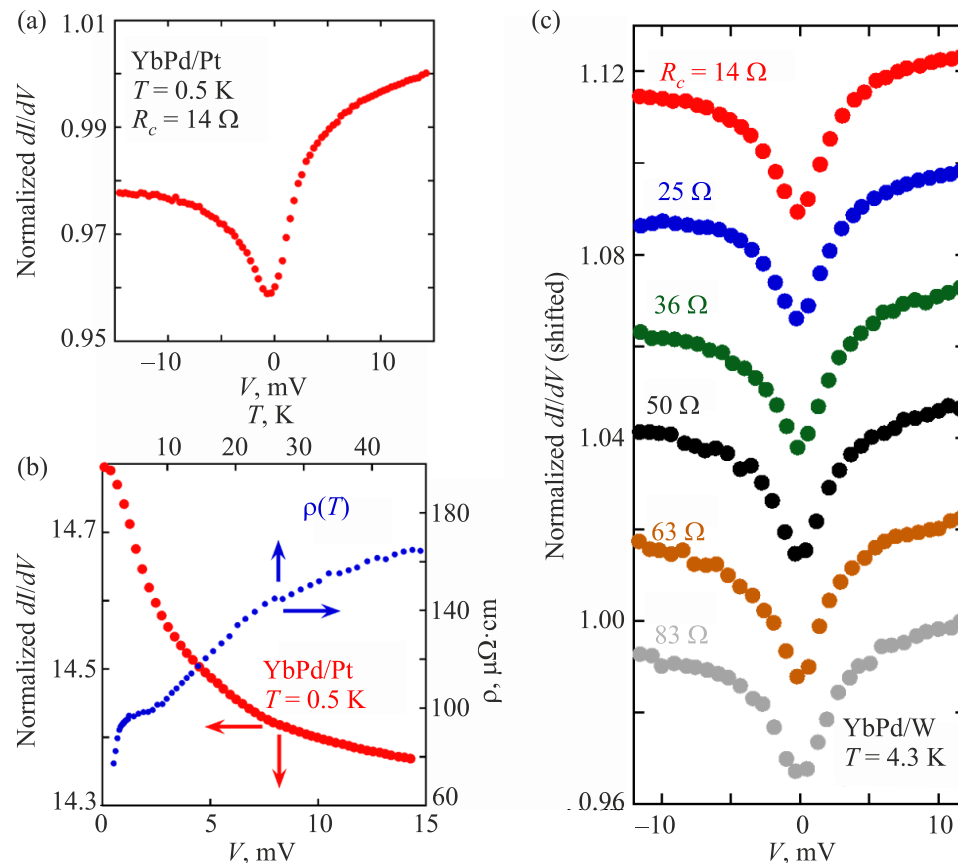 (a)
1.01
0.99
0.97
0.95
Normalized dI/dV
YbPd/Pt
T = 0.5 K
R_c = 14 Ω
−10 0 10
V, mV
T, K
10 20 30 40
(b)
14.7
14.5
14.3
Normalized dI/dV
ρ(T)
180
140
100
60
ρ, μΩ·cm
YbPd/Pt
T = 0.5 K
0 5 10 15
V, mV
(c)
1.12
1.08
1.04
1.00
0.96
Normalized dI/dV (shifted)
R_c = 14 Ω
25 Ω
36 Ω
50 Ω
63 Ω
83 Ω
YbPd/W
T = 4.3 K
−10 0 10
V, mV